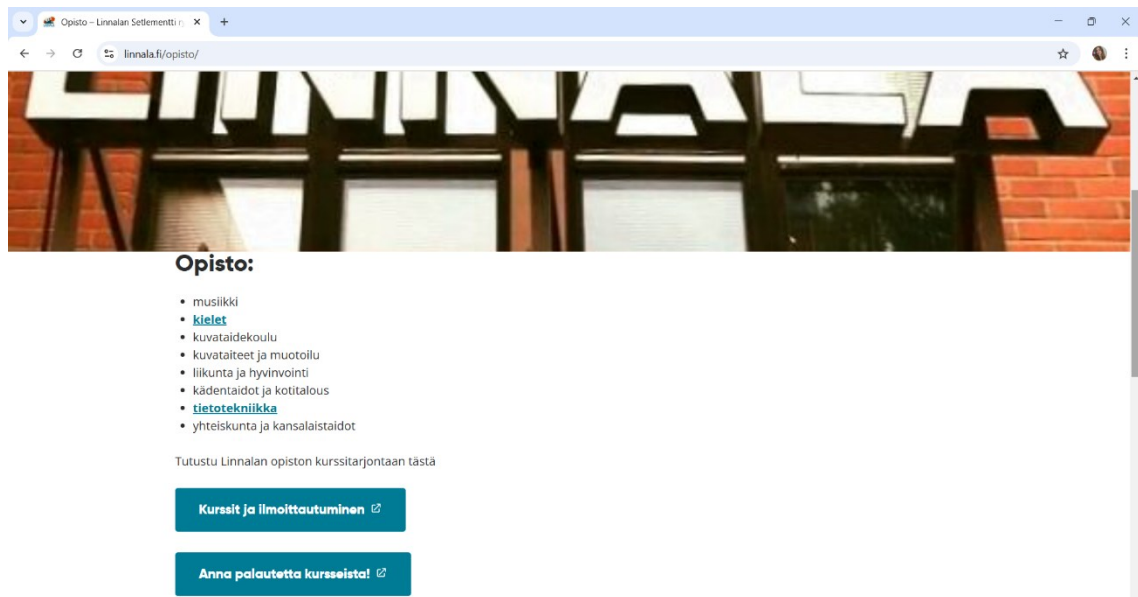 Opisto – Linnalan Setlementti r
linnala.fi/opisto/
LINNALA
Opisto:
musiikki
kielet
kuvataidekoulu
kuvataiteet ja muotoilu
liikunta ja hyvinvointi
kädentaidot ja kotitalous
tietotekniikka
yhteiskunta ja kansalaistaidot
Tutustu Linnalan opiston kurssitarjontaan tästä
Kurssit ja ilmoittautuminen
Anna palautetta kursseista!